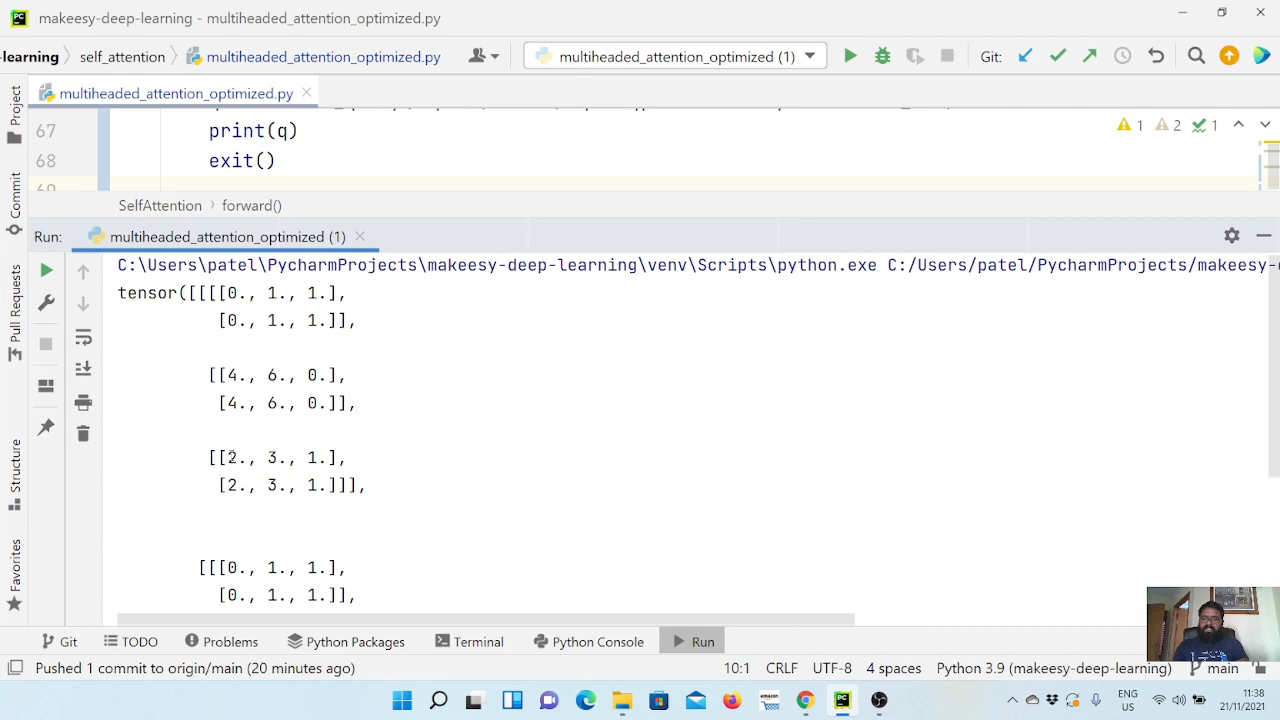 makeesy-deep-learning - multiheaded_attention_optimized.py
-learning
self_attention
multiheaded_attention_optimized.py
multiheaded_attention_optimized (1)
Git:
multiheaded_attention_optimized.py
67 print(q)
68 exit()
69
1 2 1
SelfAttention › forward()
Run: multiheaded_attention_optimized (1)
C:\Users\patel\PycharmProjects\makeesy-deep-learning\venv\Scripts\python.exe C:/Users/patel/PycharmProjects/makeesy-
tensor([[[[0., 1., 1.],
[0., 1., 1.]],
[[4., 6., 0.],
[4., 6., 0.]],
[[2., 3., 1.],
[2., 3., 1.]]],
[[[0., 1., 1.],
[0., 1., 1.]],
Project
Commit
Pull Requests
Structure
Favorites
Git
TODO
Problems
Python Packages
Terminal
Python Console
Run
Pushed 1 commit to origin/main (20 minutes ago)
10:1 CRLF UTF-8 4 spaces Python 3.9 (makeesy-deep-learning) main
ENG
US
11:38
21/11/2021